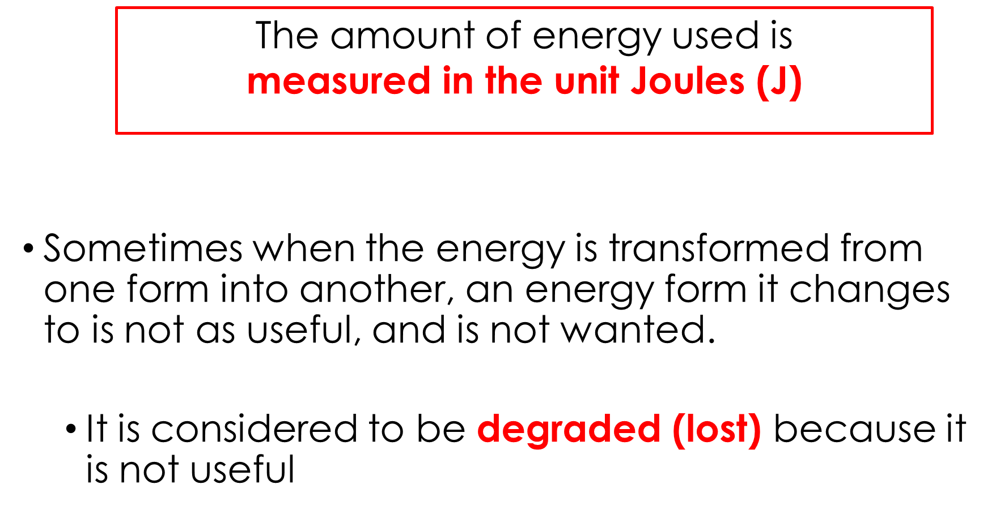 The amount of energy used is
measured in the unit Joules (J)
• Sometimes when the energy is transformed from
one form into another, an energy form it changes
to is not as useful, and is not wanted.
• It is considered to be degraded (lost) because it
is not useful